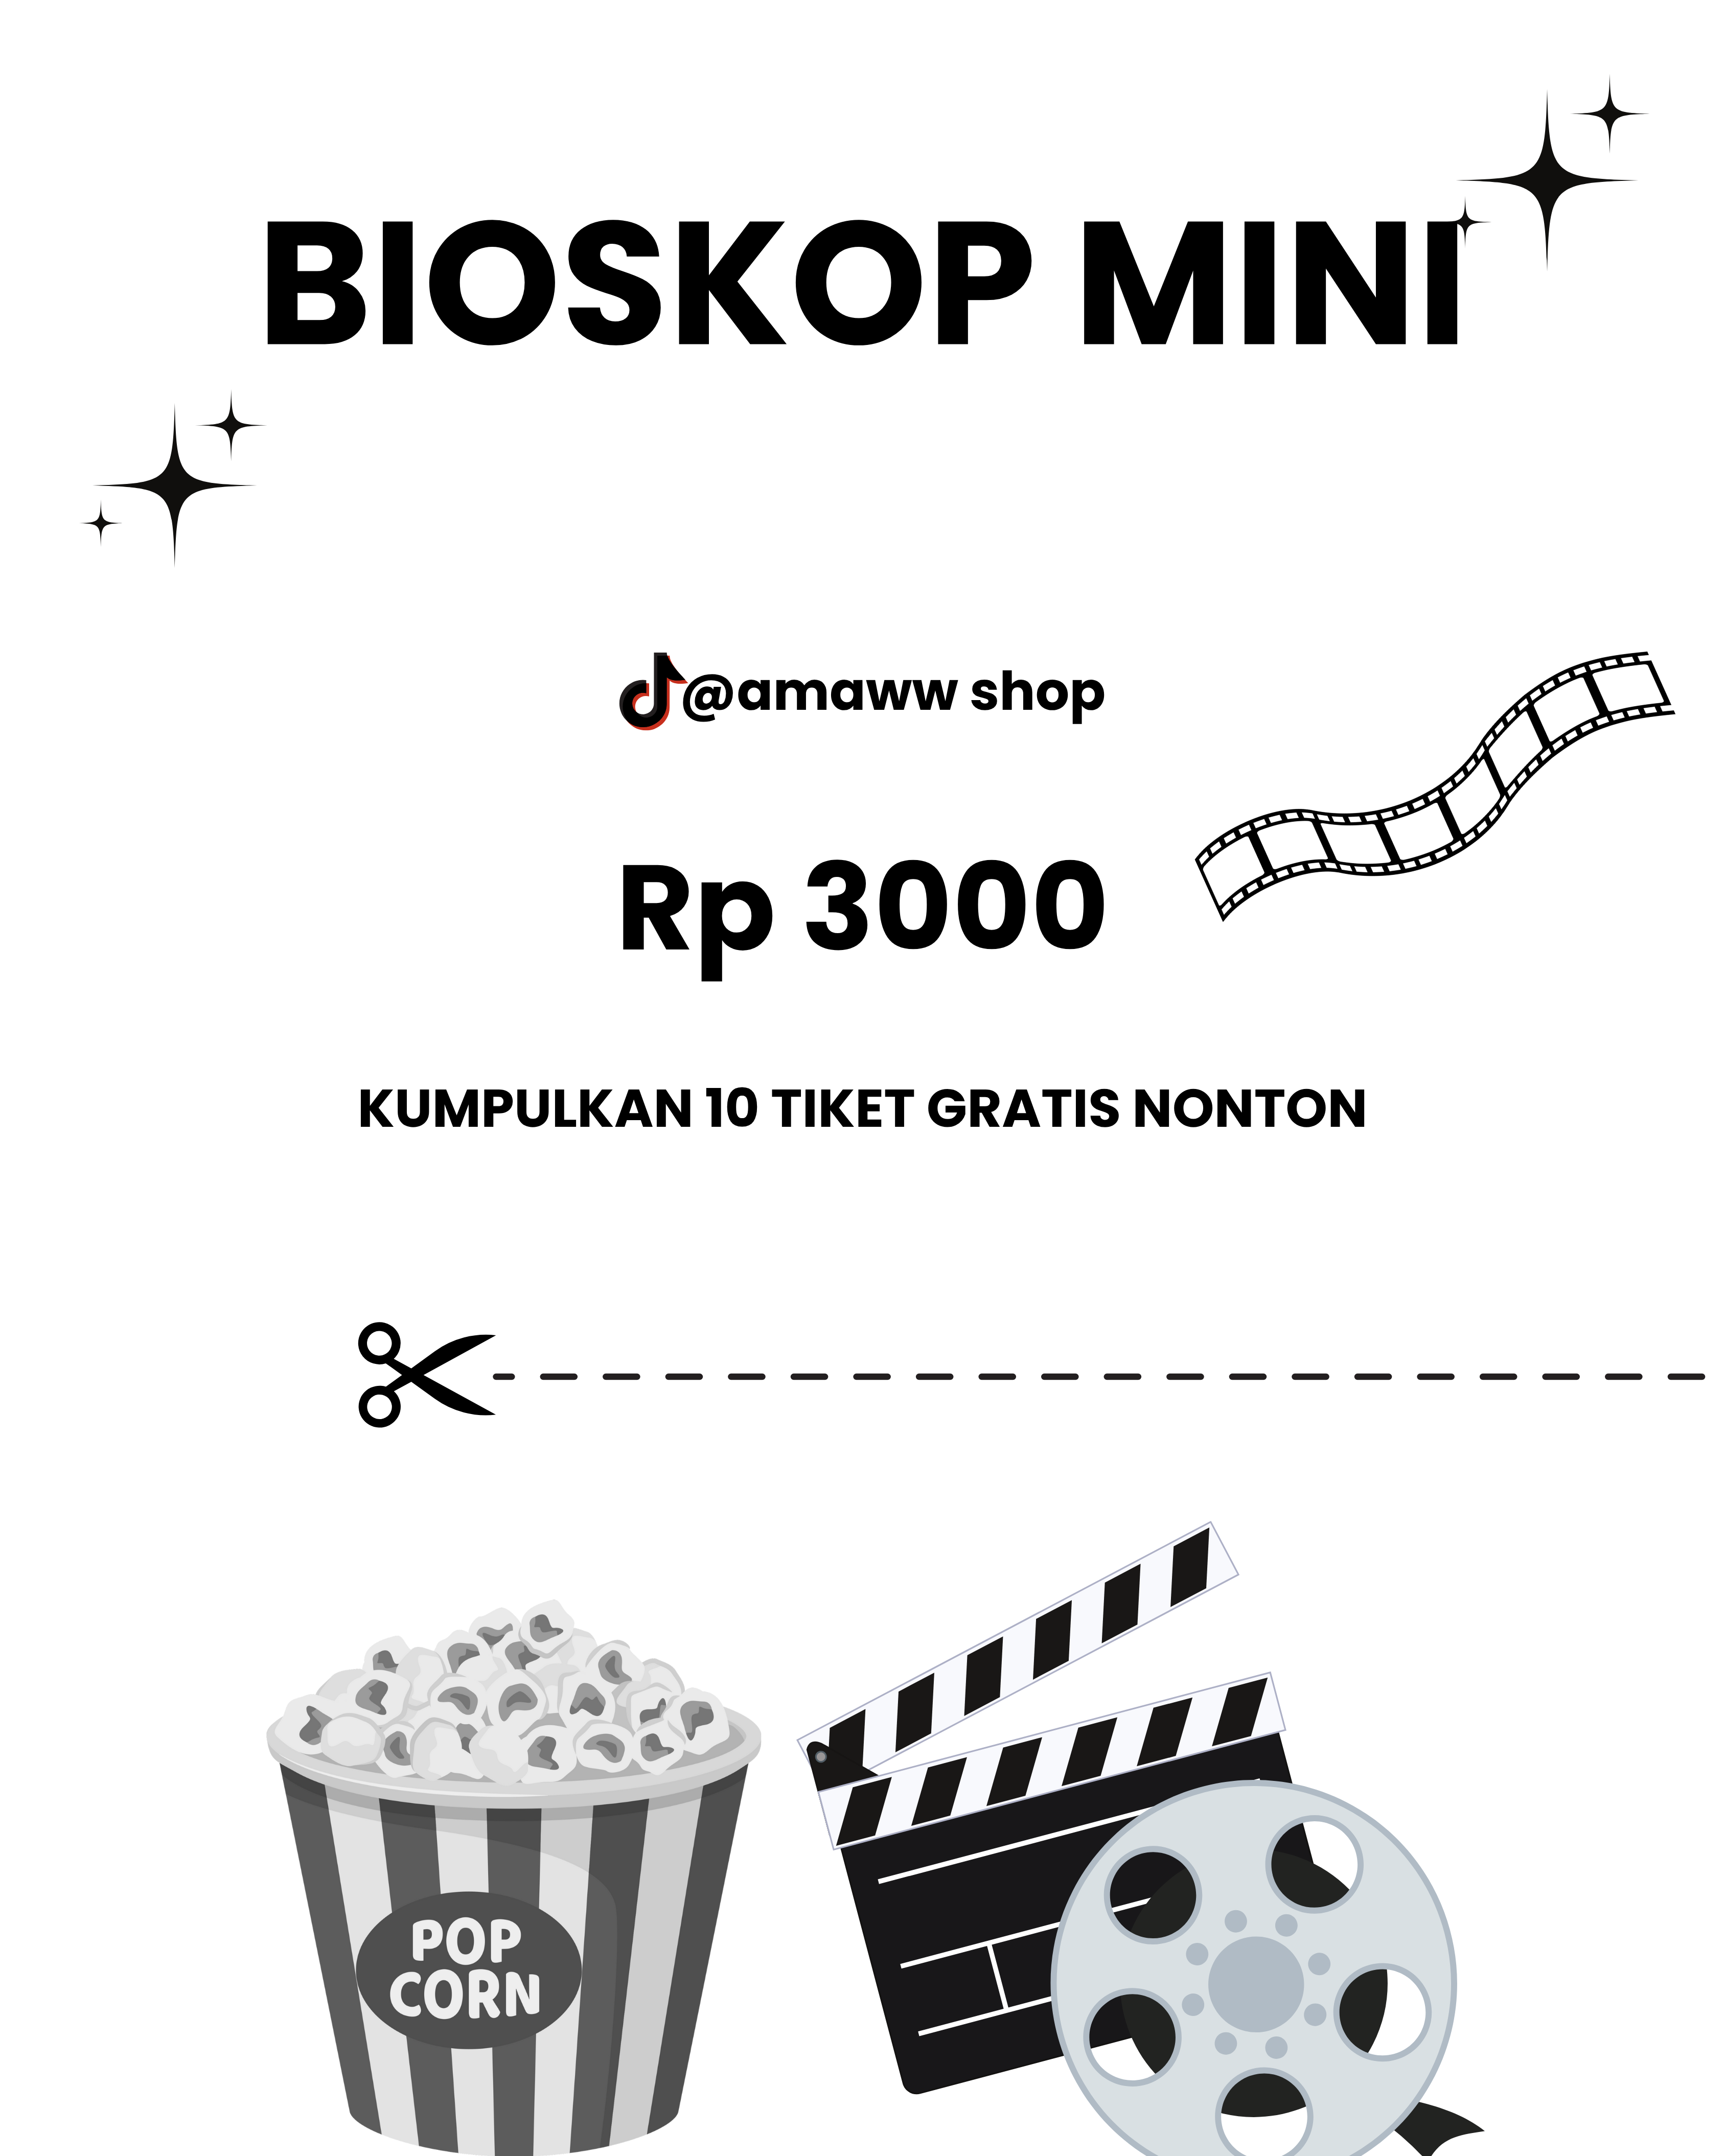 BIOSKOP MINI
@amaww shop
Rp 3000
KUMPULKAN 10 TIKET GRATIS NONTON
POP
CORN